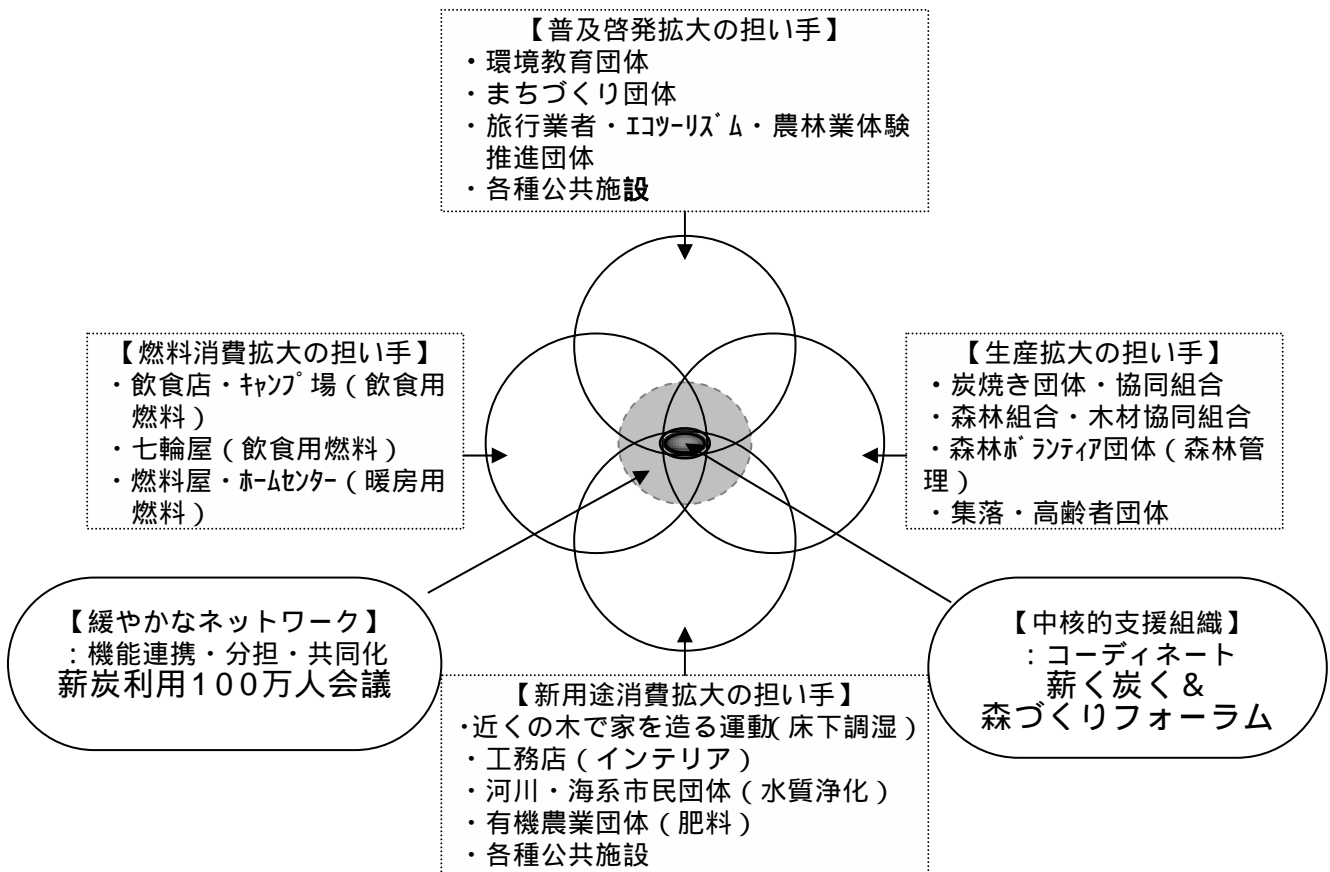 【普及啓発拡大の担い手】
・環境教育団体
・まちづくり団体
・旅行業者・ｴｺﾂｰﾘｽﾞﾑ・農林業体験
推進団体
・各種公共施設
【燃料消費拡大の担い手】
・飲食店・ｷｬﾝﾌﾟ場（飲食用
燃料）
・七輪屋（飲食用燃料）
・燃料屋・ﾎｰﾑｾﾝﾀｰ（暖房用
燃料）
【生産拡大の担い手】
・炭焼き団体・協同組合
・森林組合・木材協同組合
・森林ﾎﾞﾗﾝﾃｨｱ団体（森林管
理）
・集落・高齢者団体
【緩やかなネットワーク】
：機能連携・分担・共同化
薪炭利用１００万人会議
【中核的支援組織】
：コーディネート
薪く炭く＆
森づくりフォーラム
【新用途消費拡大の担い手】
・近くの木で家を造る運動（床下調湿）
・工務店（インテリア）
・河川・海系市民団体（水質浄化）
・有機農業団体（肥料）
・各種公共施設